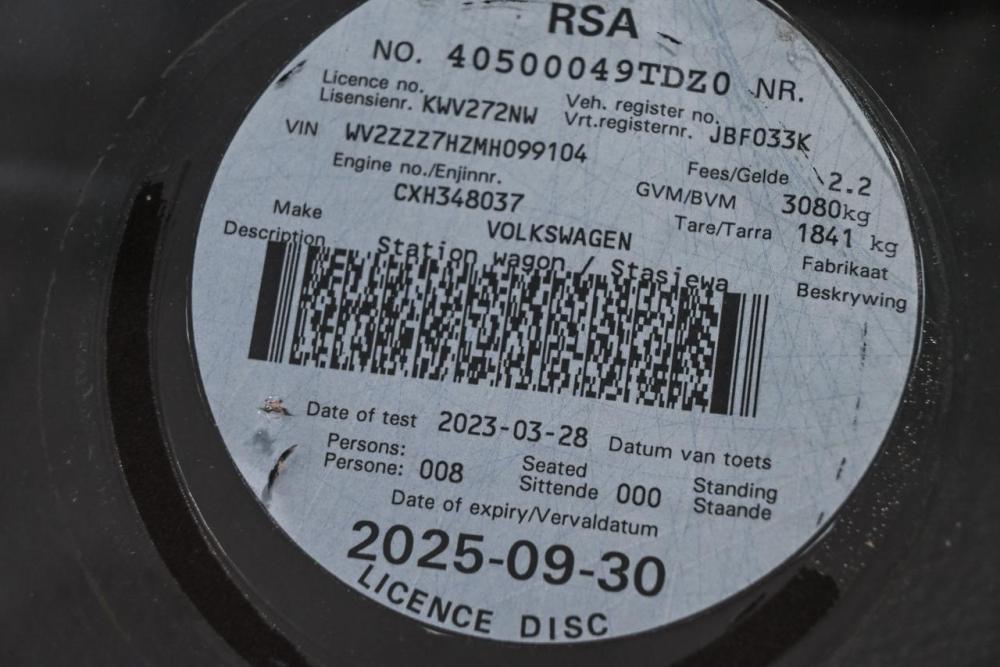 RSA
NO. 40500049TDZ0 NR.
Licence no. Veh. register no.
Lisensienr. KWV272NW Vrt.registernr. JBF033K
VIN WV2ZZZ7HZMH099104
Fees/Gelde 2.2
Engine no./Enjinnr. GVM/BVM 3080kg
CXH348037 Tare/Tarra 1841 kg
Make VOLKSWAGEN Fabrikaat
Description Station wagon / Stasiewa Beskrywing
Date of test 2023-03-28 Datum van toets
Persons: Seated Standing
Persone: 008 Sittende 000 Staande
Date of expiry/Vervaldatum
2025-09-30
LICENCE DISC